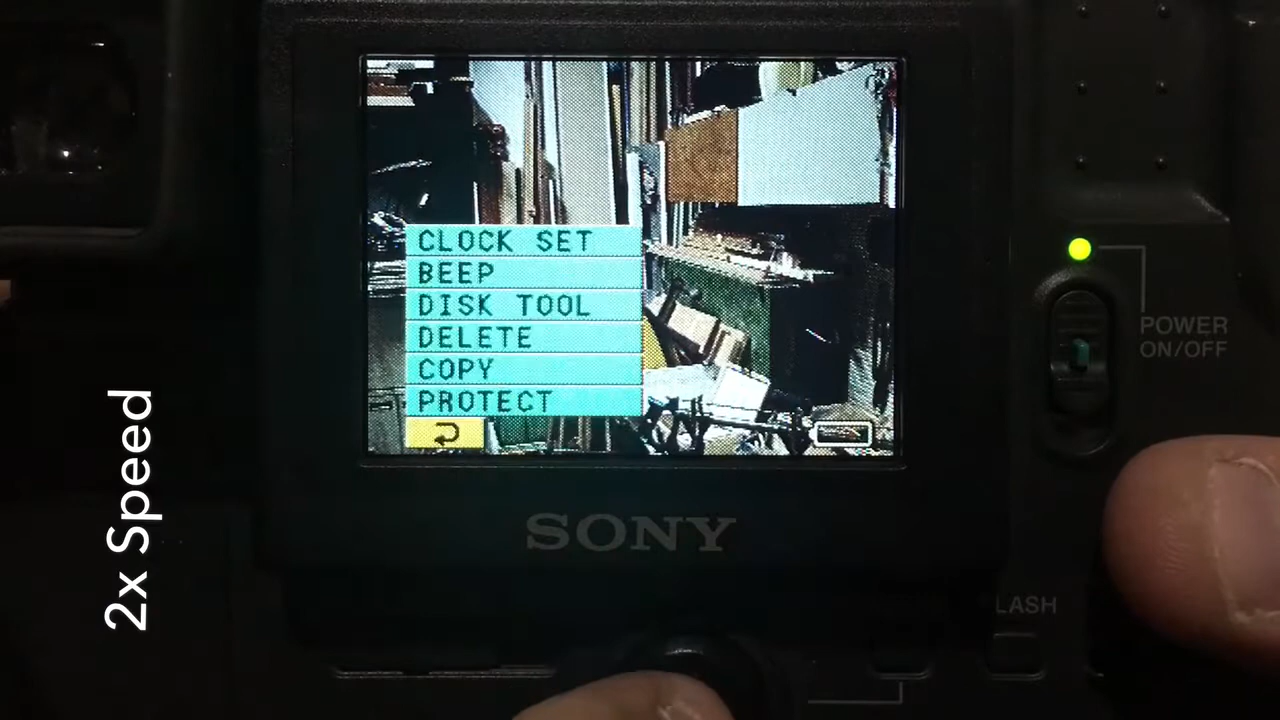 CLOCK SET
BEEP
DISK TOOL
DELETE
COPY
PROTECT
SONY
POWER
ON/OFF
LASH
2x Speed